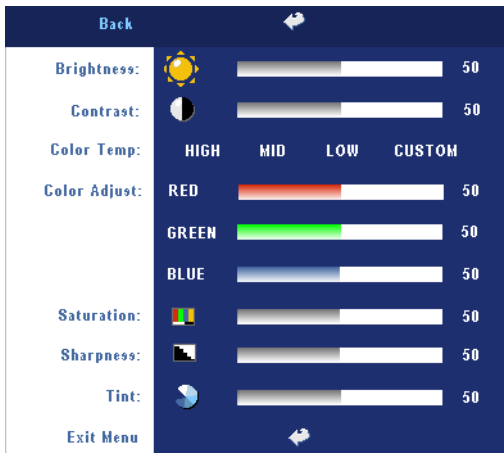 Back
Brightness: 50
Contrast: 50
Color Temp: HIGH MID LOW CUSTOM
Color Adjust: RED 50
GREEN 50
BLUE 50
Saturation: 50
Sharpness: 50
Tint: 50
Exit Menu